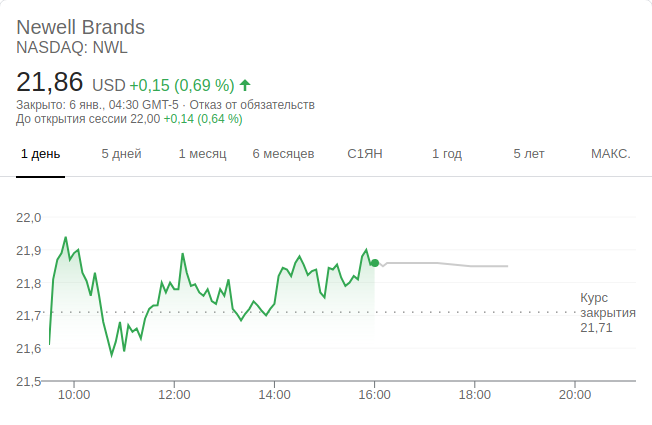 Newell Brands
NASDAQ: NWL
21,86 USD +0,15 (0,69 %)
Закрыто: 6 янв., 04:30 GMT-5 · Отказ от обязательств
До открытия сессии 22,00 +0,14 (0,64 %)
1 день 5 дней 1 месяц 6 месяцев С1ЯН 1 год 5 лет МАКС.
22,0
21,9
21,8
21,7
21,6
21,5
Курс
закрытия
21,71
10:00 12:00 14:00 16:00 18:00 20:00